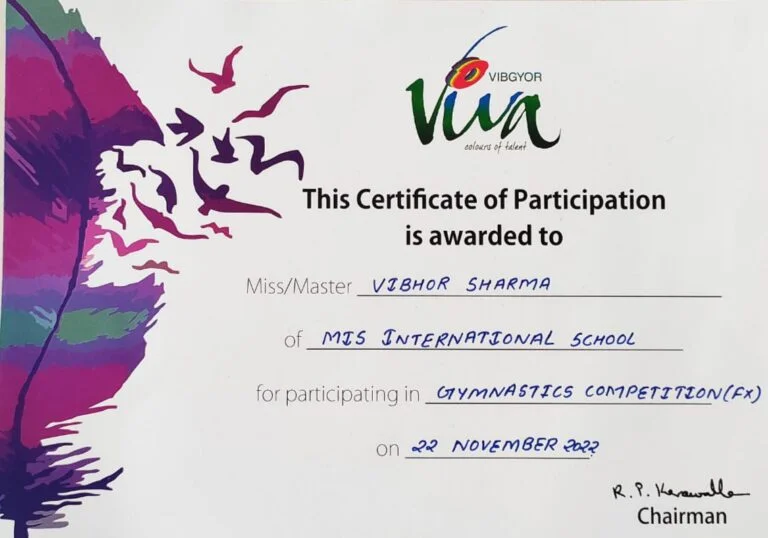 VIBGYOR
Viva
colours of talent
This Certificate of Participation
is awarded to
Miss/Master VIBHOR SHARMA
of MIS INTERNATIONAL SCHOOL
for participating in GYMNASTICS COMPETITION(FX)
on 22 NOVEMBER 2022
R. P. Karawalla
Chairman